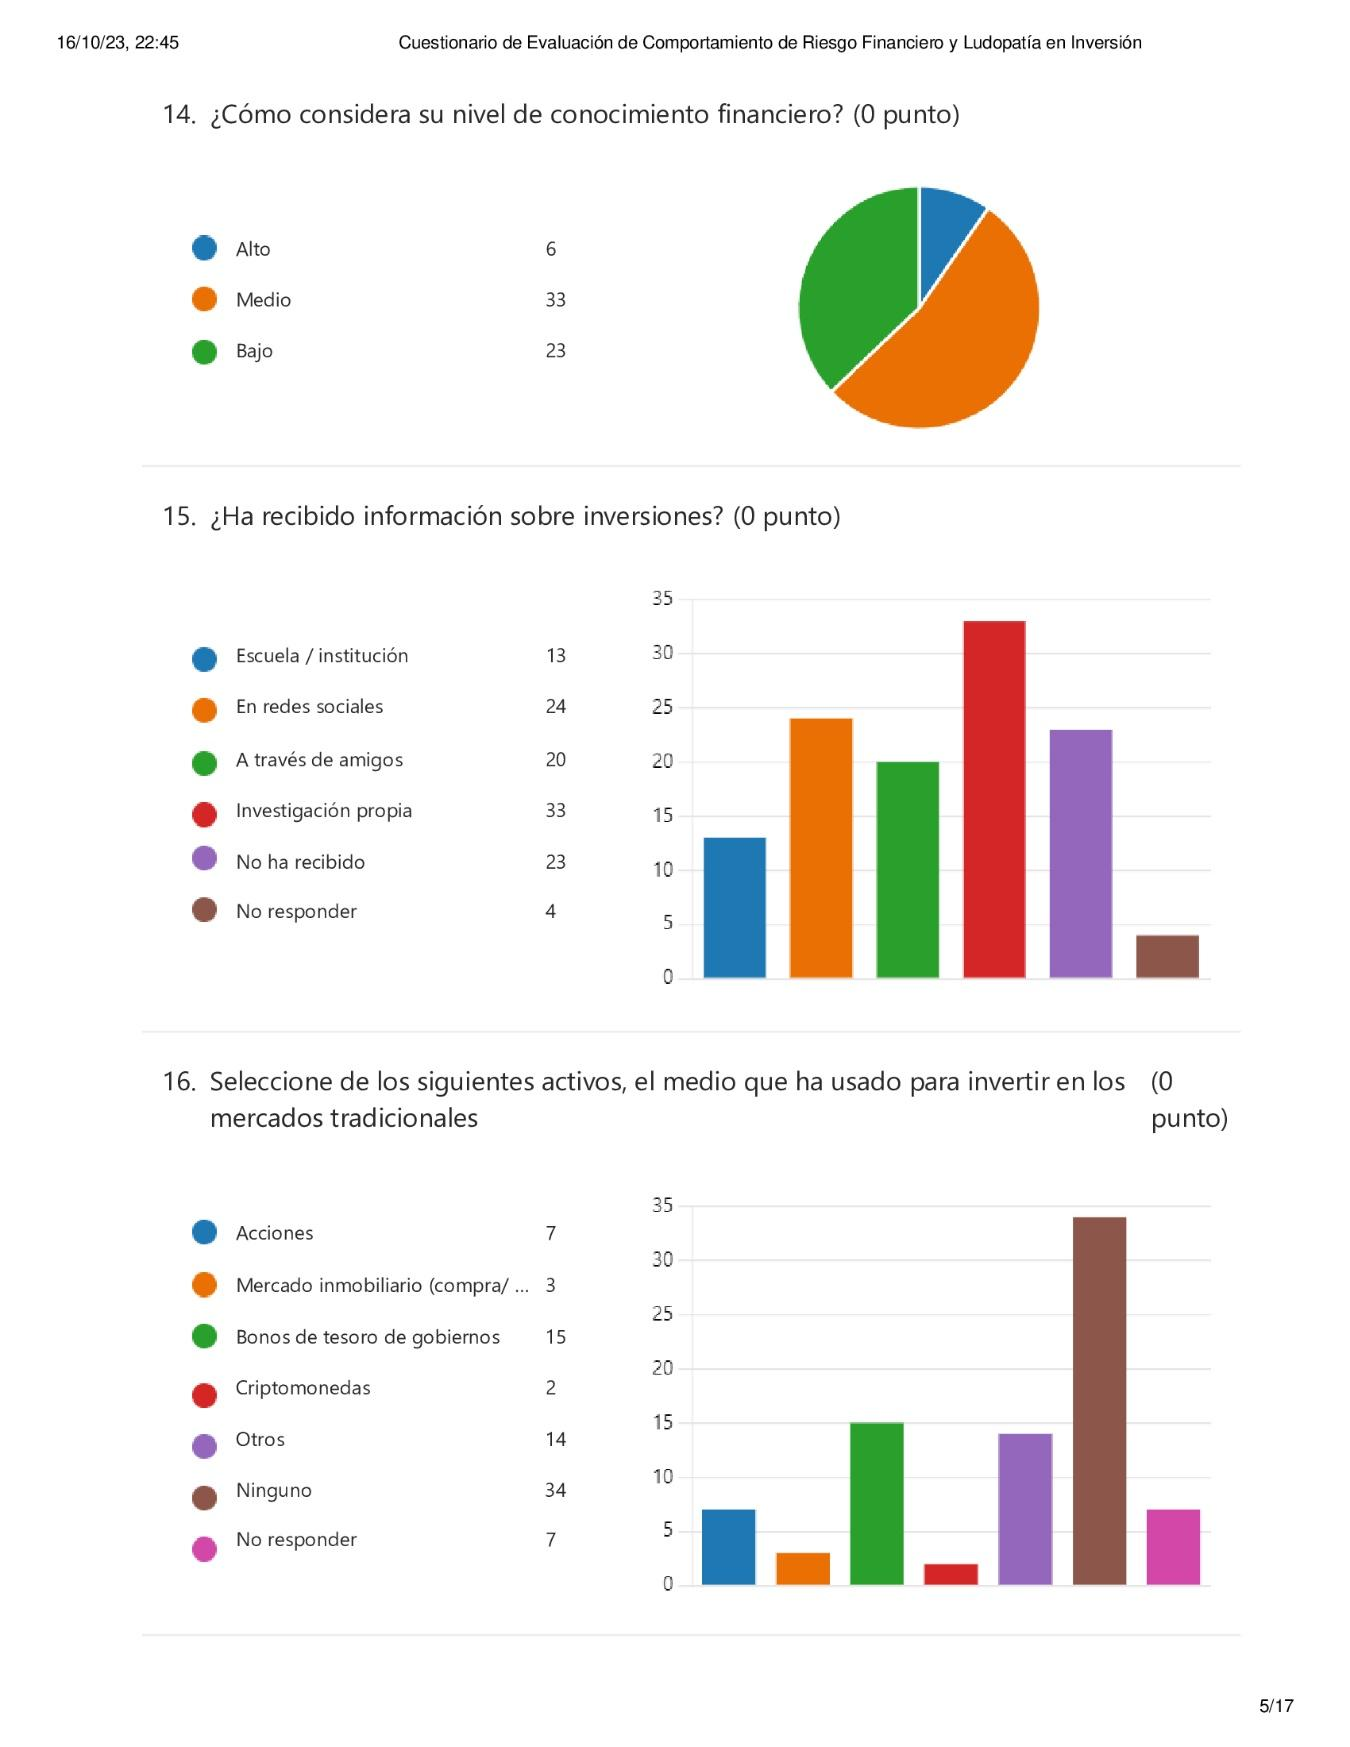 16/10/23, 22:45
Cuestionario de Evaluación de Comportamiento de Riesgo Financiero y Ludopatía en Inversión
14. ¿Cómo considera su nivel de conocimiento financiero? (0 punto)
Alto 6
Medio 33
Bajo 23
15. ¿Ha recibido información sobre inversiones? (0 punto)
Escuela / institución 13
En redes sociales 24
A través de amigos 20
Investigación propia 33
No ha recibido 23
No responder 4
35
30
25
20
15
10
5
0
16. Seleccione de los siguientes activos, el medio que ha usado para invertir en los (0
mercados tradicionales punto)
Acciones 7
Mercado inmobiliario (compra/ ... 3
Bonos de tesoro de gobiernos 15
Criptomonedas 2
Otros 14
Ninguno 34
No responder 7
35
30
25
20
15
10
5
0
5/17